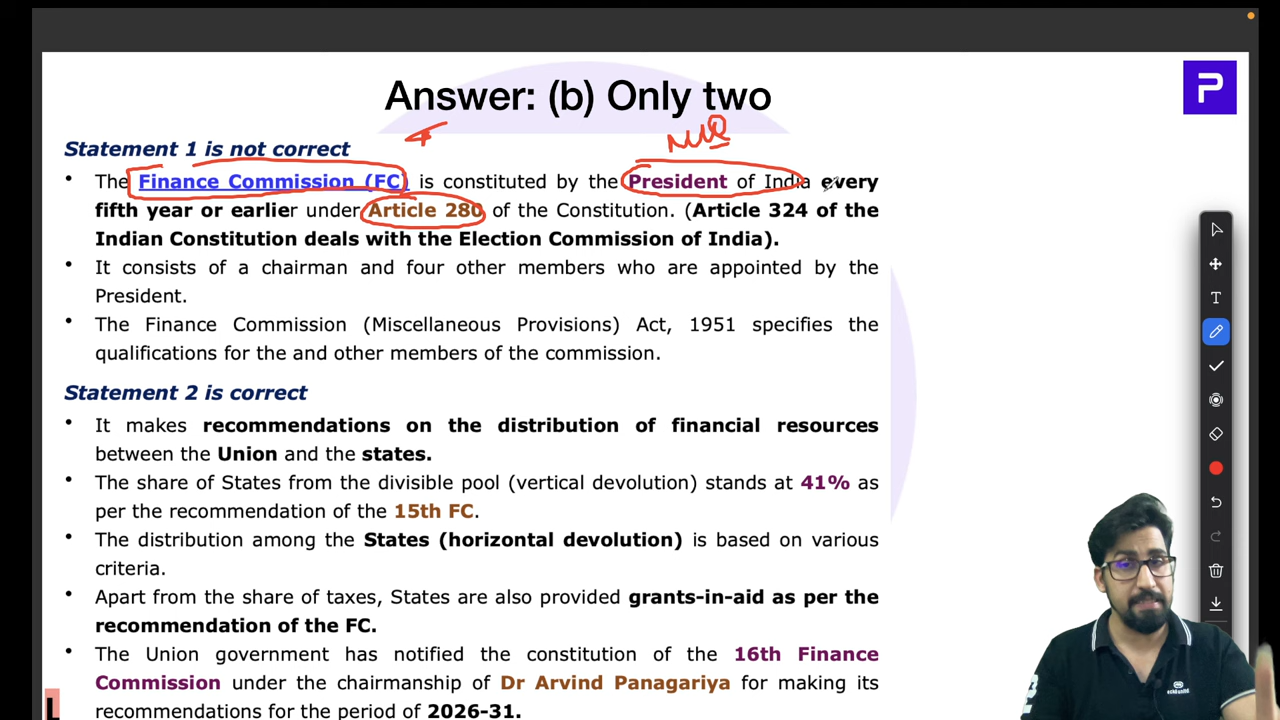 Answer: (b) Only two
Statement 1 is not correct
• The Finance Commission (FC) is constituted by the President of India every
fifth year or earlier under Article 280 of the Constitution. (Article 324 of the
Indian Constitution deals with the Election Commission of India).
• It consists of a chairman and four other members who are appointed by the
President.
• The Finance Commission (Miscellaneous Provisions) Act, 1951 specifies the
qualifications for the and other members of the commission.
Statement 2 is correct
• It makes recommendations on the distribution of financial resources
between the Union and the states.
• The share of States from the divisible pool (vertical devolution) stands at 41% as
per the recommendation of the 15th FC.
• The distribution among the States (horizontal devolution) is based on various
criteria.
• Apart from the share of taxes, States are also provided grants-in-aid as per the
recommendation of the FC.
• The Union government has notified the constitution of the 16th Finance
Commission under the chairmanship of Dr Arvind Panagariya for making its
recommendations for the period of 2026-31.
P
T
L